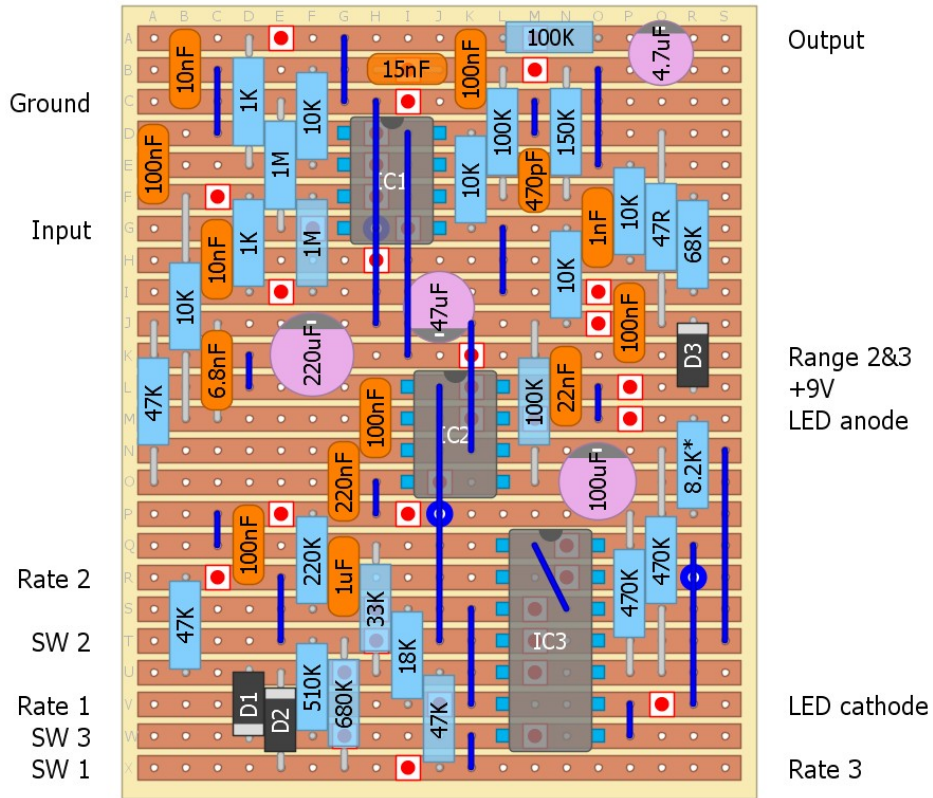 A B C D E F G H I J K L M N O P Q R S
A
B
C
D
E
F
G
H
I
J
K
L
M
N
O
P
Q
R
S
T
U
V
W
X
Ground
Input
Rate 2
SW 2
Rate 1
SW 3
SW 1
Output
Range 2&3
+9V
LED anode
LED cathode
Rate 3
10nF
15nF
100nF
100K
4.7uF
1K
10K
100K
150K
100nF
1M
IC1
10K
470pF
10K
47R
1nF
10nF
1K
1M
10K
68K
10K
47uF
100nF
220uF
D3
47K
6.8nF
100nF
IC2
100K
22nF
220nF
100uF
8.2K*
100nF
220K
1uF
33K
470K
470K
47K
18K
IC3
D1
D2
510K
680K
47K